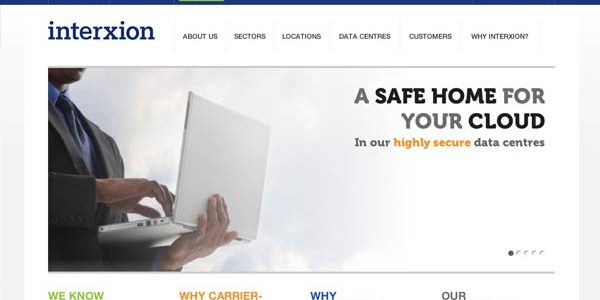 interxion
ABOUT US SECTORS LOCATIONS DATA CENTRES CUSTOMERS WHY INTERXION?
A SAFE HOME FOR
YOUR CLOUD
In our highly secure data centres
WE KNOW WHY CARRIER- WHY OUR